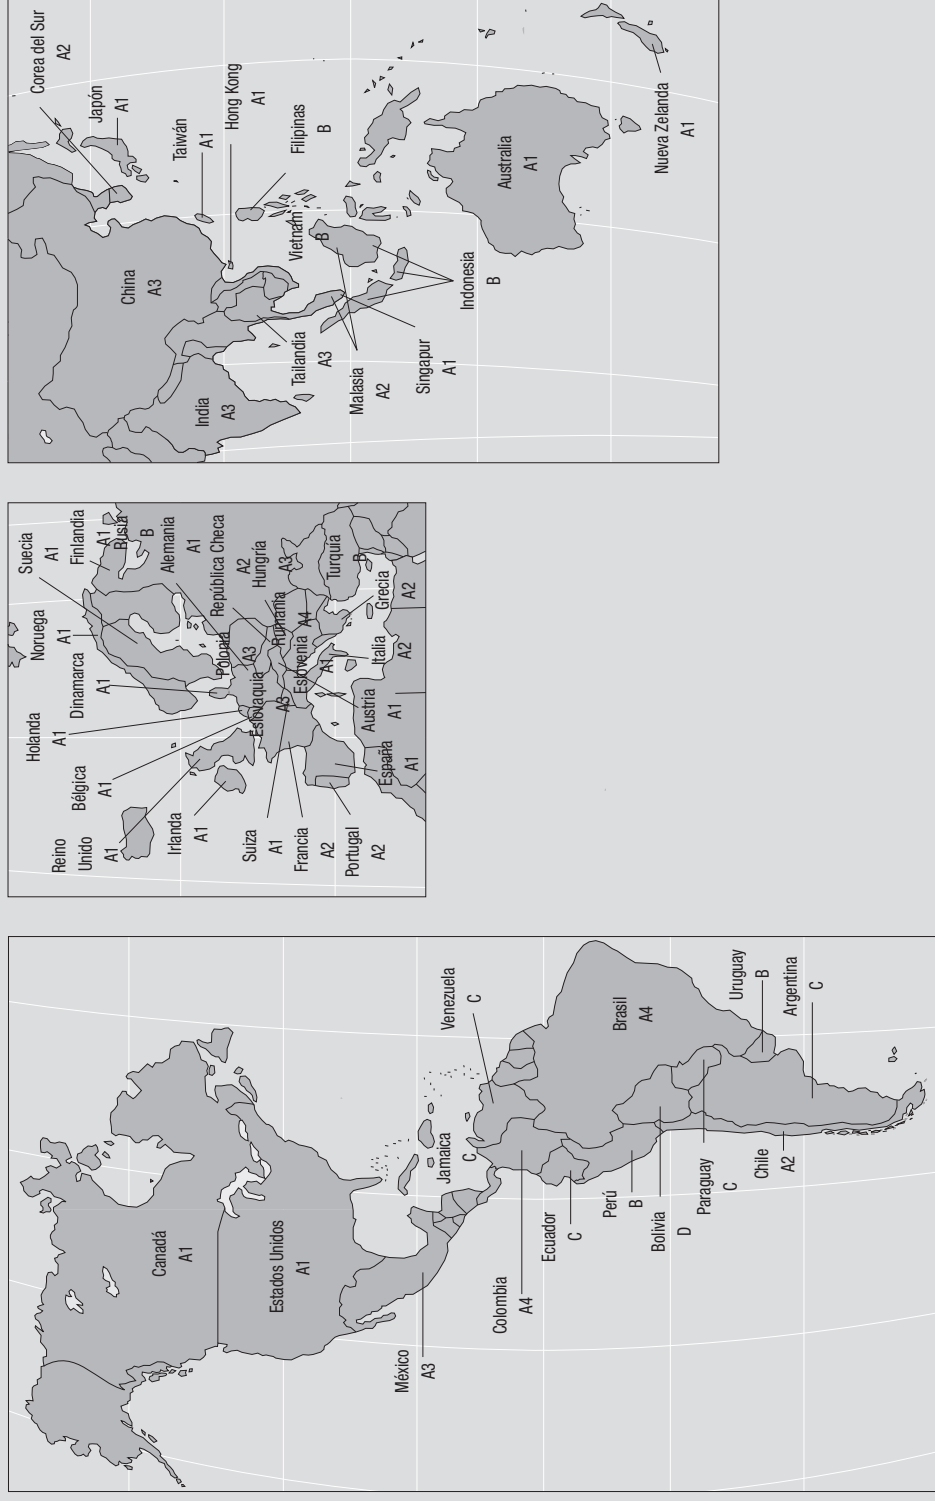 Canadá
A1
Estados Unidos
A1
México
A3
Jamaica
C
Venezuela
C
Colombia
A4
Ecuador
C
Perú
B
Bolivia
D
Paraguay
C
Chile
A2
Brasil
A4
Uruguay
B
Argentina
C
Reino
Unido
A1
Bélgica
A1
Holanda
A1
Dinamarca
A1
Noruega
A1
Suecia
A1
Finlandia
A1
Rusia
B
Alemania
A1
República Checa
A2
Hungría
A3
Irlanda
A1
Suiza
A1
Francia
A2
Portugal
A2
España
A1
Austria
A1
Italia
A2
Grecia
A2
Turquía
B
Polonia
A3
Rumania
A4
Eslovenia
A1
Eslovaquia
A3
Corea del Sur
A2
Japón
A1
Taiwán
A1
Hong Kong
A1
Filipinas
B
China
A3
Vietnam
B
India
A3
Tailandia
A3
Malasia
A2
Singapur
A1
Indonesia
B
Australia
A1
Nueva Zelanda
A1